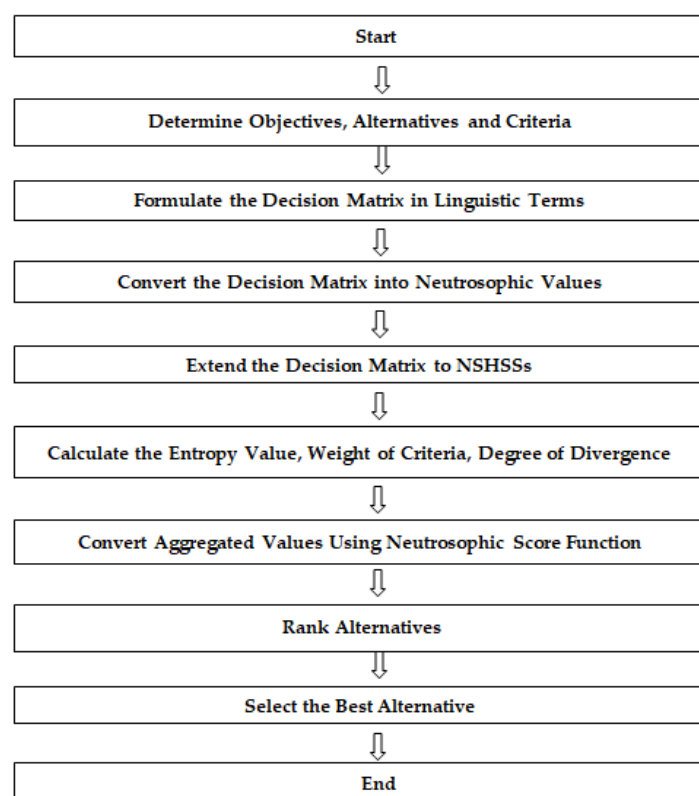 Start
Determine Objectives, Alternatives and Criteria
Formulate the Decision Matrix in Linguistic Terms
Convert the Decision Matrix into Neutrosophic Values
Extend the Decision Matrix to NSHSSs
Calculate the Entropy Value, Weight of Criteria, Degree of Divergence
Convert Aggregated Values Using Neutrosophic Score Function
Rank Alternatives
Select the Best Alternative
End